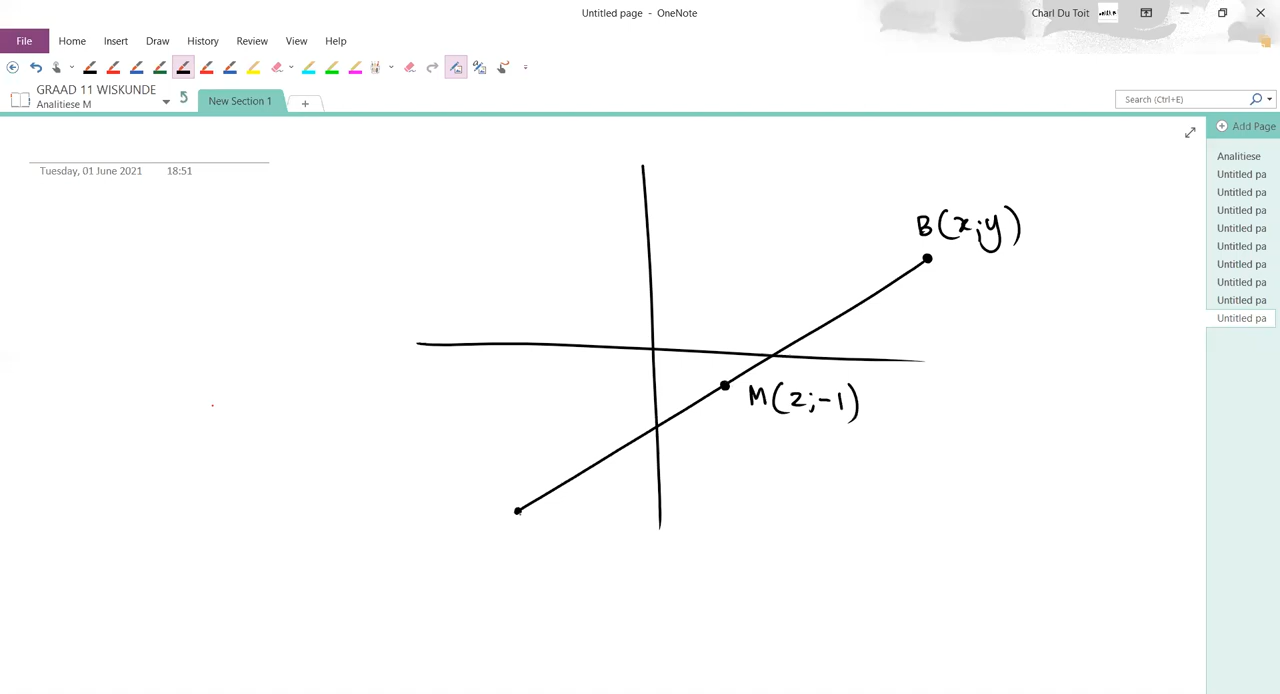 Untitled page - OneNote
Charl Du Toit
File Home Insert Draw History Review View Help
GRAAD 11 WISKUNDE
Analitiese M
New Section 1
Search (Ctrl+E)
Add Page
Tuesday, 01 June 2021 18:51
Analitiese
Untitled pa
Untitled pa
Untitled pa
Untitled pa
Untitled pa
Untitled pa
Untitled pa
Untitled pa
Untitled pa
B(x;y)
M(2;-1)